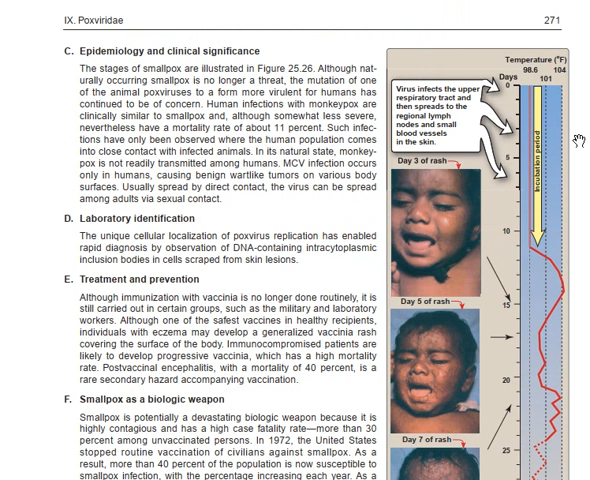 IX. Poxviridae
271
C. Epidemiology and clinical significance
The stages of smallpox are illustrated in Figure 25.26. Although nat-
urally occurring smallpox is no longer a threat, the mutation of one
of the animal poxviruses to a form more virulent for humans has
continued to be of concern. Human infections with monkeypox are
clinically similar to smallpox and, although somewhat less severe,
nevertheless have a mortality rate of about 11 percent. Such infec-
tions have only been observed where the human population comes
into close contact with infected animals. In its natural state, monkey-
pox is not readily transmitted among humans. MCV infection occurs
only in humans, causing benign wartlike tumors on various body
surfaces. Usually spread by direct contact, the virus can be spread
among adults via sexual contact.
D. Laboratory identification
The unique cellular localization of poxvirus replication has enabled
rapid diagnosis by observation of DNA-containing intracytoplasmic
inclusion bodies in cells scraped from skin lesions.
E. Treatment and prevention
Although immunization with vaccinia is no longer done routinely, it is
still carried out in certain groups, such as the military and laboratory
workers. Although one of the safest vaccines in healthy recipients,
individuals with eczema may develop a generalized vaccinia rash
covering the surface of the body. Immunocompromised patients are
likely to develop progressive vaccinia, which has a high mortality
rate. Postvaccinal encephalitis, with a mortality of 40 percent, is a
rare secondary hazard accompanying vaccination.
F. Smallpox as a biologic weapon
Smallpox is potentially a devastating biologic weapon because it is
highly contagious and has a high case fatality rate—more than 30
percent among unvaccinated persons. In 1972, the United States
stopped routine vaccination of civilians against smallpox. As a
result, more than 40 percent of the population is now susceptible to
smallpox infection, with the percentage increasing each year. As a
Temperature (°F)
98.6 104
Days 101
0
Virus infects the upper
respiratory tract and
then spreads to the
regional lymph
nodes and small
blood vessels
in the skin.
Incubation period
Day 3 of rash
5
10
Day 5 of rash
15
20
Day 7 of rash
25